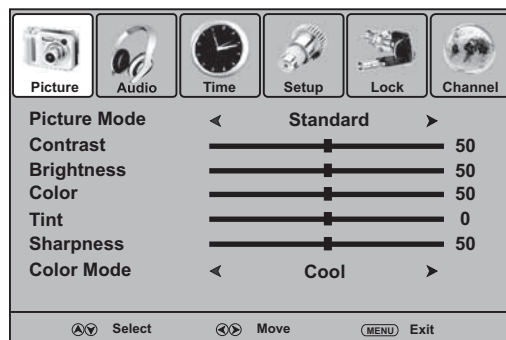 Picture Audio Time Setup Lock Channel
Picture Mode Standard
Contrast 50
Brightness 50
Color 50
Tint 0
Sharpness 50
Color Mode Cool
Select Move MENU Exit